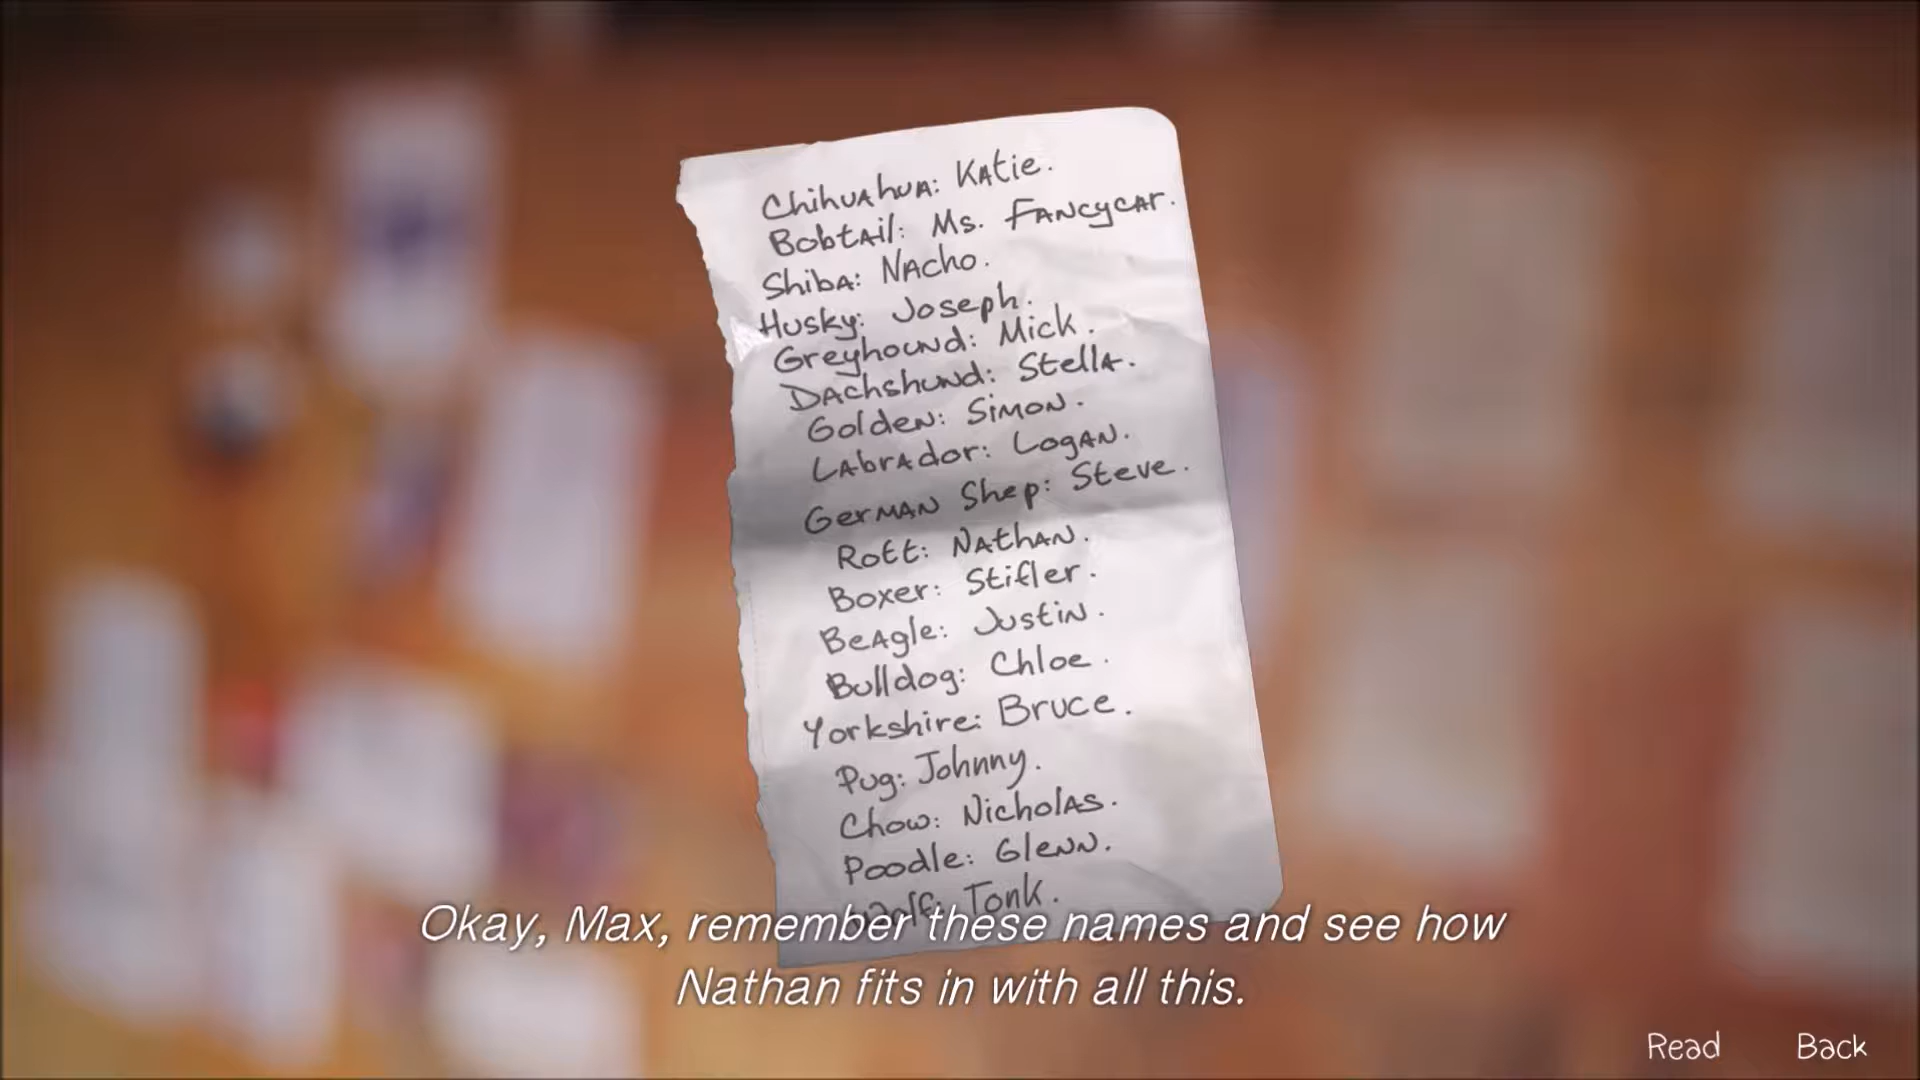 Chihuahua: Katie.
Bobtail: Ms. Fancycar.
Shiba: Nacho.
Husky: Joseph.
Greyhound: Mick.
Dachshund: Stella.
Golden: Simon.
Labrador: Logan.
German Shep: Steve.
Rott: Nathan.
Boxer: Stifler.
Beagle: Justin.
Bulldog: Chloe.
Yorkshire: Bruce.
Pug: Johnny.
Chow: Nicholas.
Poodle: Glenn.
Wolf: Tonk.
Okay, Max, remember these names and see how
Nathan fits in with all this.
Read Back